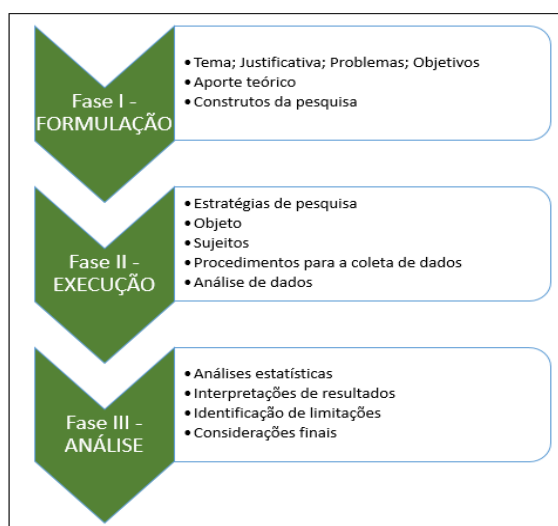 Fase I -
FORMULAÇÃO
• Tema; Justificativa; Problemas; Objetivos
• Aporte teórico
• Construtos da pesquisa
Fase II -
EXECUÇÃO
• Estratégias de pesquisa
• Objeto
• Sujeitos
• Procedimentos para a coleta de dados
• Análise de dados
Fase III -
ANÁLISE
• Análises estatísticas
• Interpretações de resultados
• Identificação de limitações
• Considerações finais